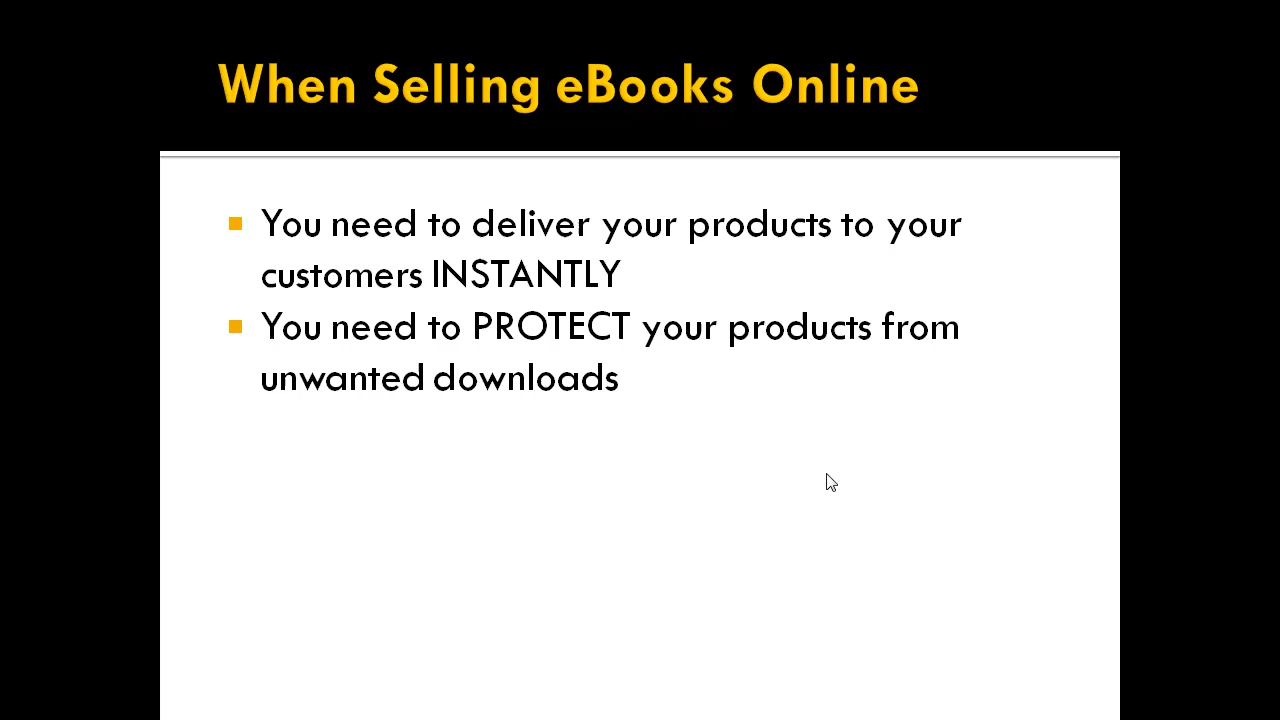 When Selling eBooks Online
You need to deliver your products to your
customers INSTANTLY
You need to PROTECT your products from
unwanted downloads